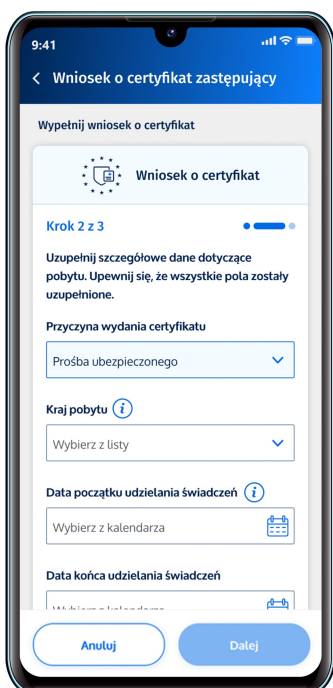 9:41
Wniosek o certyfikat zastępujący
Wypełnij wniosek o certyfikat
Wniosek o certyfikat
Krok 2 z 3
Uzupełnij szczegółowe dane dotyczące
pobytu. Upewnij się, że wszystkie pola zostały
uzupełnione.
Przyczyna wydania certyfikatu
Prośba ubezpieczonego
Kraj pobytu i
Wybierz z listy
Data początku udzielania świadczeń i
Wybierz z kalendarza
Data końca udzielania świadczeń
Wybierz z kalendarza
Anuluj
Dalej